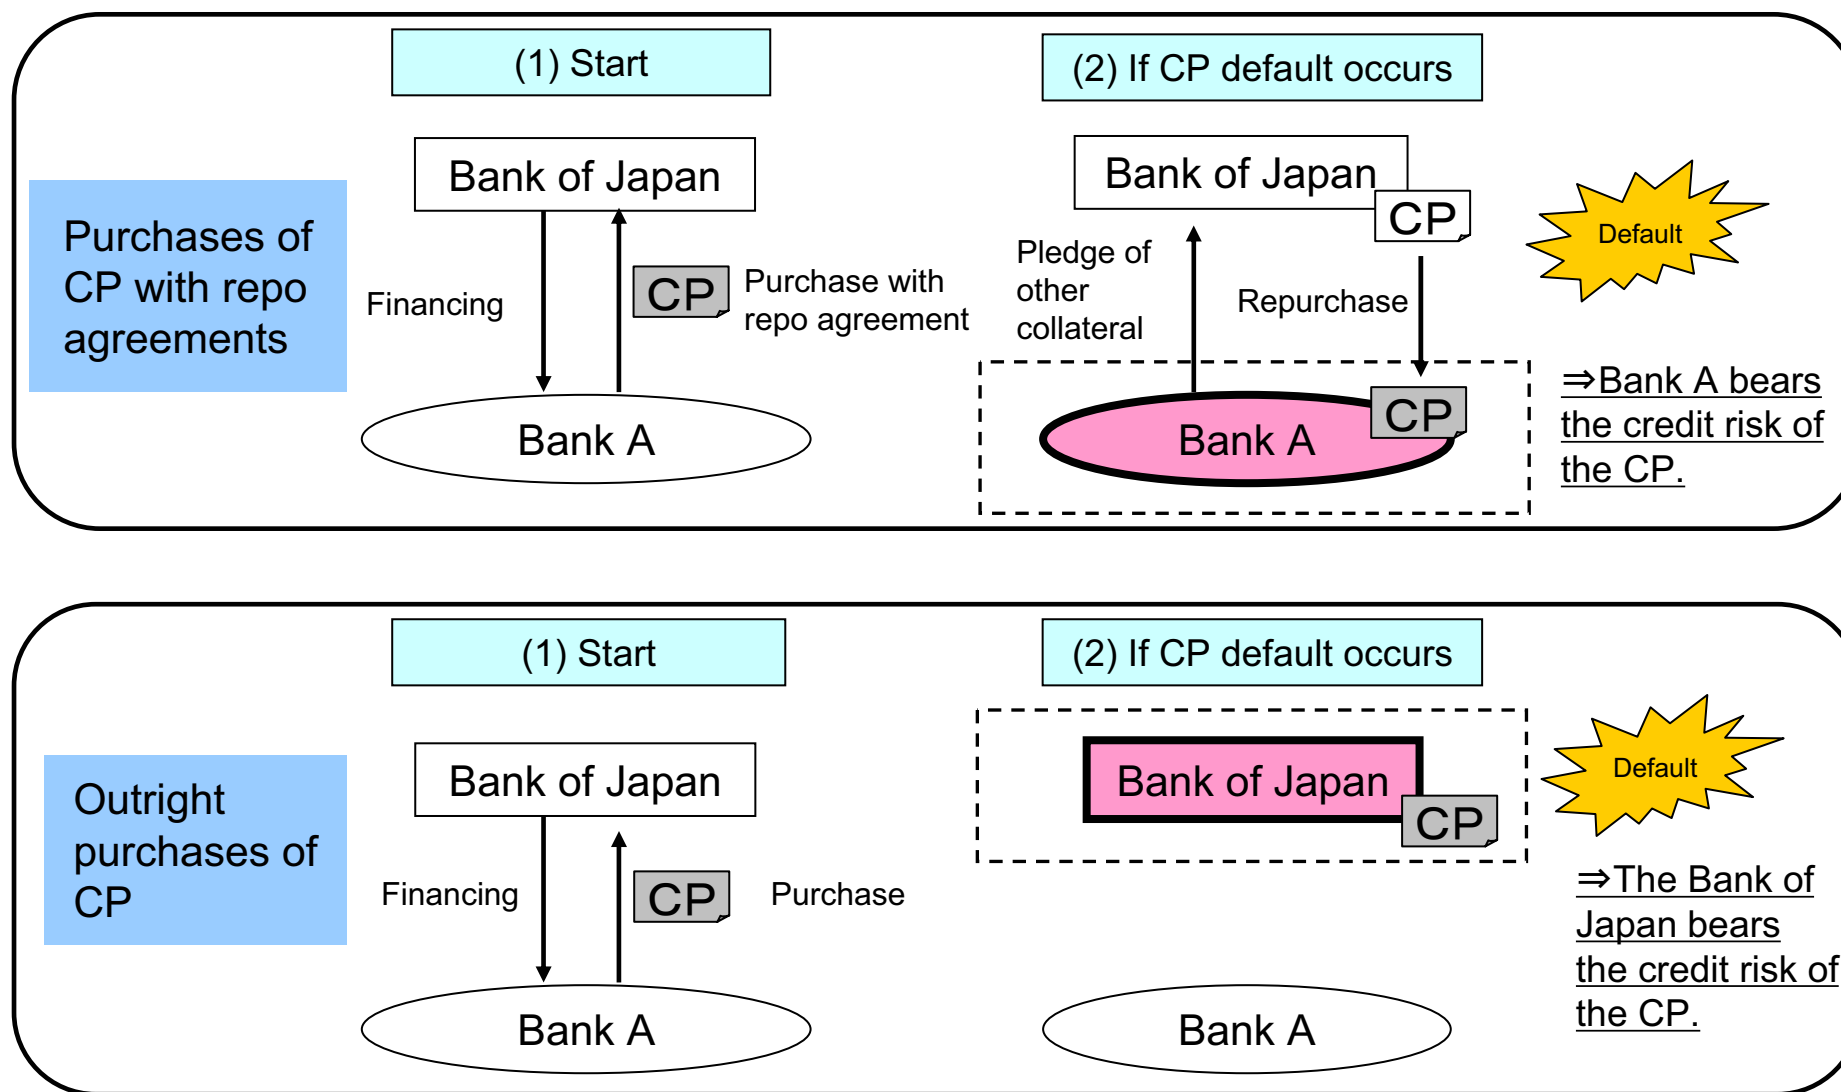 (1) Start
(2) If CP default occurs
Purchases of
CP with repo
agreements
Bank of Japan
Financing
CP
Purchase with
repo agreement
Bank A
Bank of Japan
CP
Pledge of
other
collateral
Repurchase
Bank A
CP
Default
⇒Bank A bears
the credit risk of
the CP.
(1) Start
(2) If CP default occurs
Outright
purchases of
CP
Bank of Japan
Financing
CP
Purchase
Bank A
Bank of Japan
CP
Bank A
Default
⇒The Bank of
Japan bears
the credit risk of
the CP.